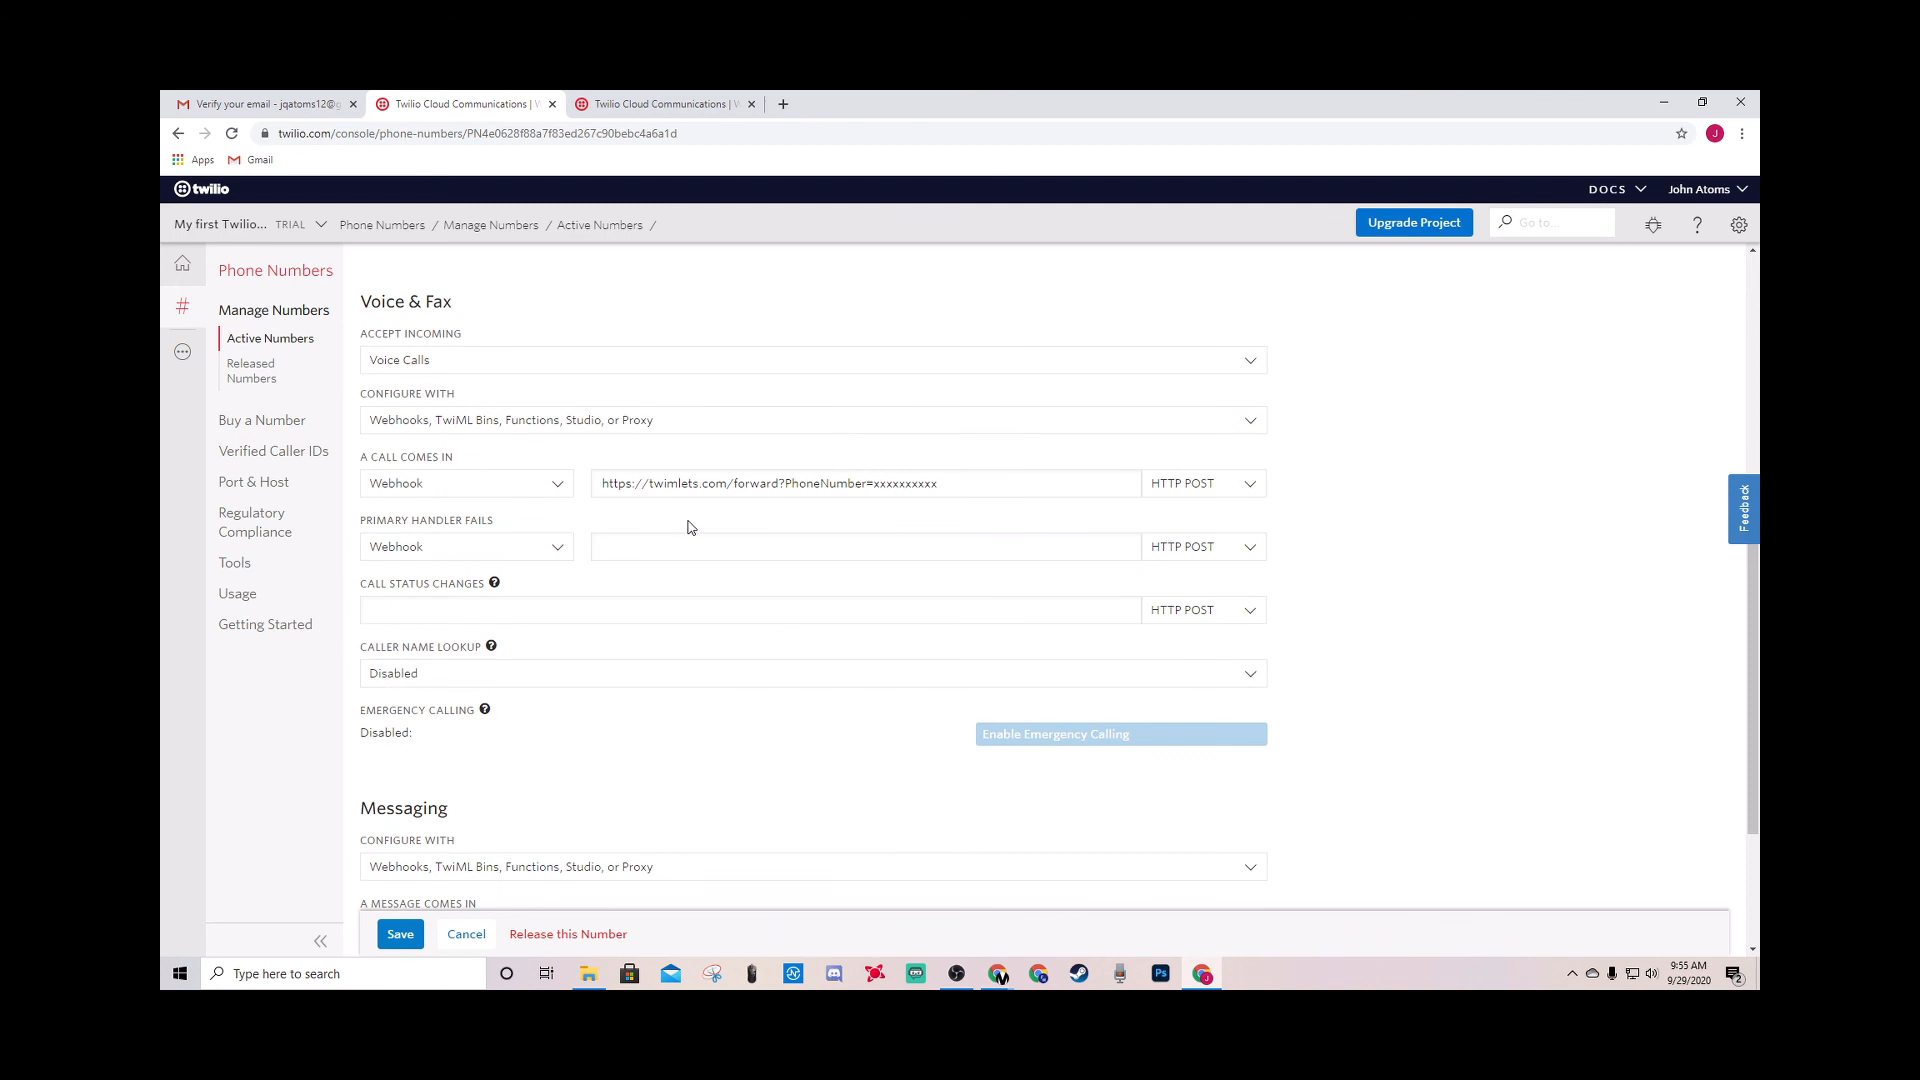 Verify your email - jqatoms12@g
Twilio Cloud Communications | W
Twilio Cloud Communications | W
twilio.com/console/phone-numbers/PN4e0628f88a7f83ed267c90bebc4a6a1d
J
Apps
Gmail
twilio
DOCS
John Atoms
My first Twilio... TRIAL
Phone Numbers / Manage Numbers / Active Numbers /
Upgrade Project
Go to...
Phone Numbers
Manage Numbers
Active Numbers
Released
Numbers
Buy a Number
Verified Caller IDs
Port & Host
Regulatory
Compliance
Tools
Usage
Getting Started
Voice & Fax
ACCEPT INCOMING
Voice Calls
CONFIGURE WITH
Webhooks, TwiML Bins, Functions, Studio, or Proxy
A CALL COMES IN
Webhook
https://twimlets.com/forward?PhoneNumber=xxxxxxxxxx
HTTP POST
PRIMARY HANDLER FAILS
Webhook
HTTP POST
CALL STATUS CHANGES
HTTP POST
CALLER NAME LOOKUP
Disabled
EMERGENCY CALLING
Disabled:
Enable Emergency Calling
Messaging
CONFIGURE WITH
Webhooks, TwiML Bins, Functions, Studio, or Proxy
A MESSAGE COMES IN
Save
Cancel
Release this Number
Feedback
Type here to search
Ps
J
9:55 AM
9/29/2020
2